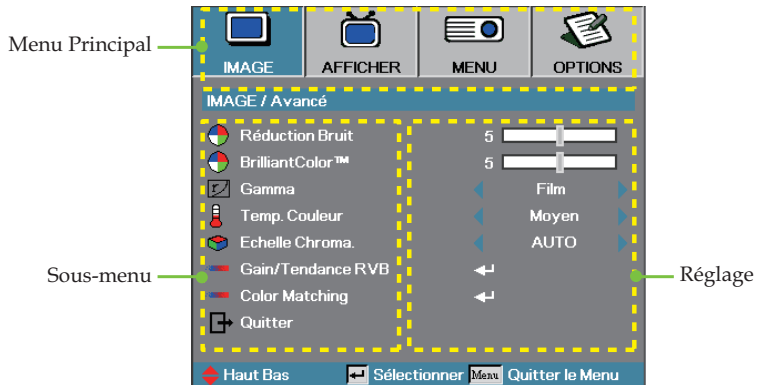 Menu Principal
IMAGE AFFICHER MENU OPTIONS
IMAGE / Avancé
Réduction Bruit 5
BrilliantColor™ 5
Gamma Film
Temp. Couleur Moyen
Echelle Chroma. AUTO
Sous-menu Gain/Tendance RVB Réglage
Color Matching
Quitter
Haut Bas Sélectionner Menu Quitter le Menu